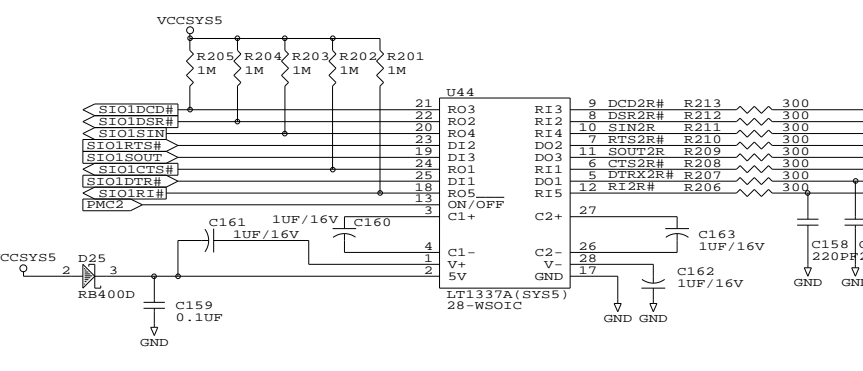 VCCSYS5
R205 R204 R203 R202 R201
1M 1M 1M 1M 1M
U44
SIO1DCD# 21 RO3 RI3 9 DCD2R# R213 300
SIO1DSR# 22 RO2 RI2 8 DSR2R# R212 300
SIO1SIN 20 RO4 RI4 10 SIN2R R211 300
SIO1RTS# 23 DI2 DO2 7 RTS2R# R210 300
SIO1SOUT 19 DI3 DO3 11 SOUT2R R209 300
SIO1CTS# 24 RO1 RI1 6 CTS2R# R208 300
SIO1DTR# 25 DI1 DO1 5 DTRX2R# R207 300
SIO1RI# 18 RO5 RI5 12 RI2R# R206 300
PMC2 13 ON/OFF
3 C1+ C2+ 27
C161 1UF/16V C160
1UF/16V
C163
1UF/16V
4 C1- C2- 26
1 V+ V- 28
2 5V GND 17
C158
220PF
GND
GND
CCSYS5 2 D25 3
RB400D
C162
1UF/16V
C159
0.1UF
GND
LT1337A(SYS5)
28-WSOIC
GND GND